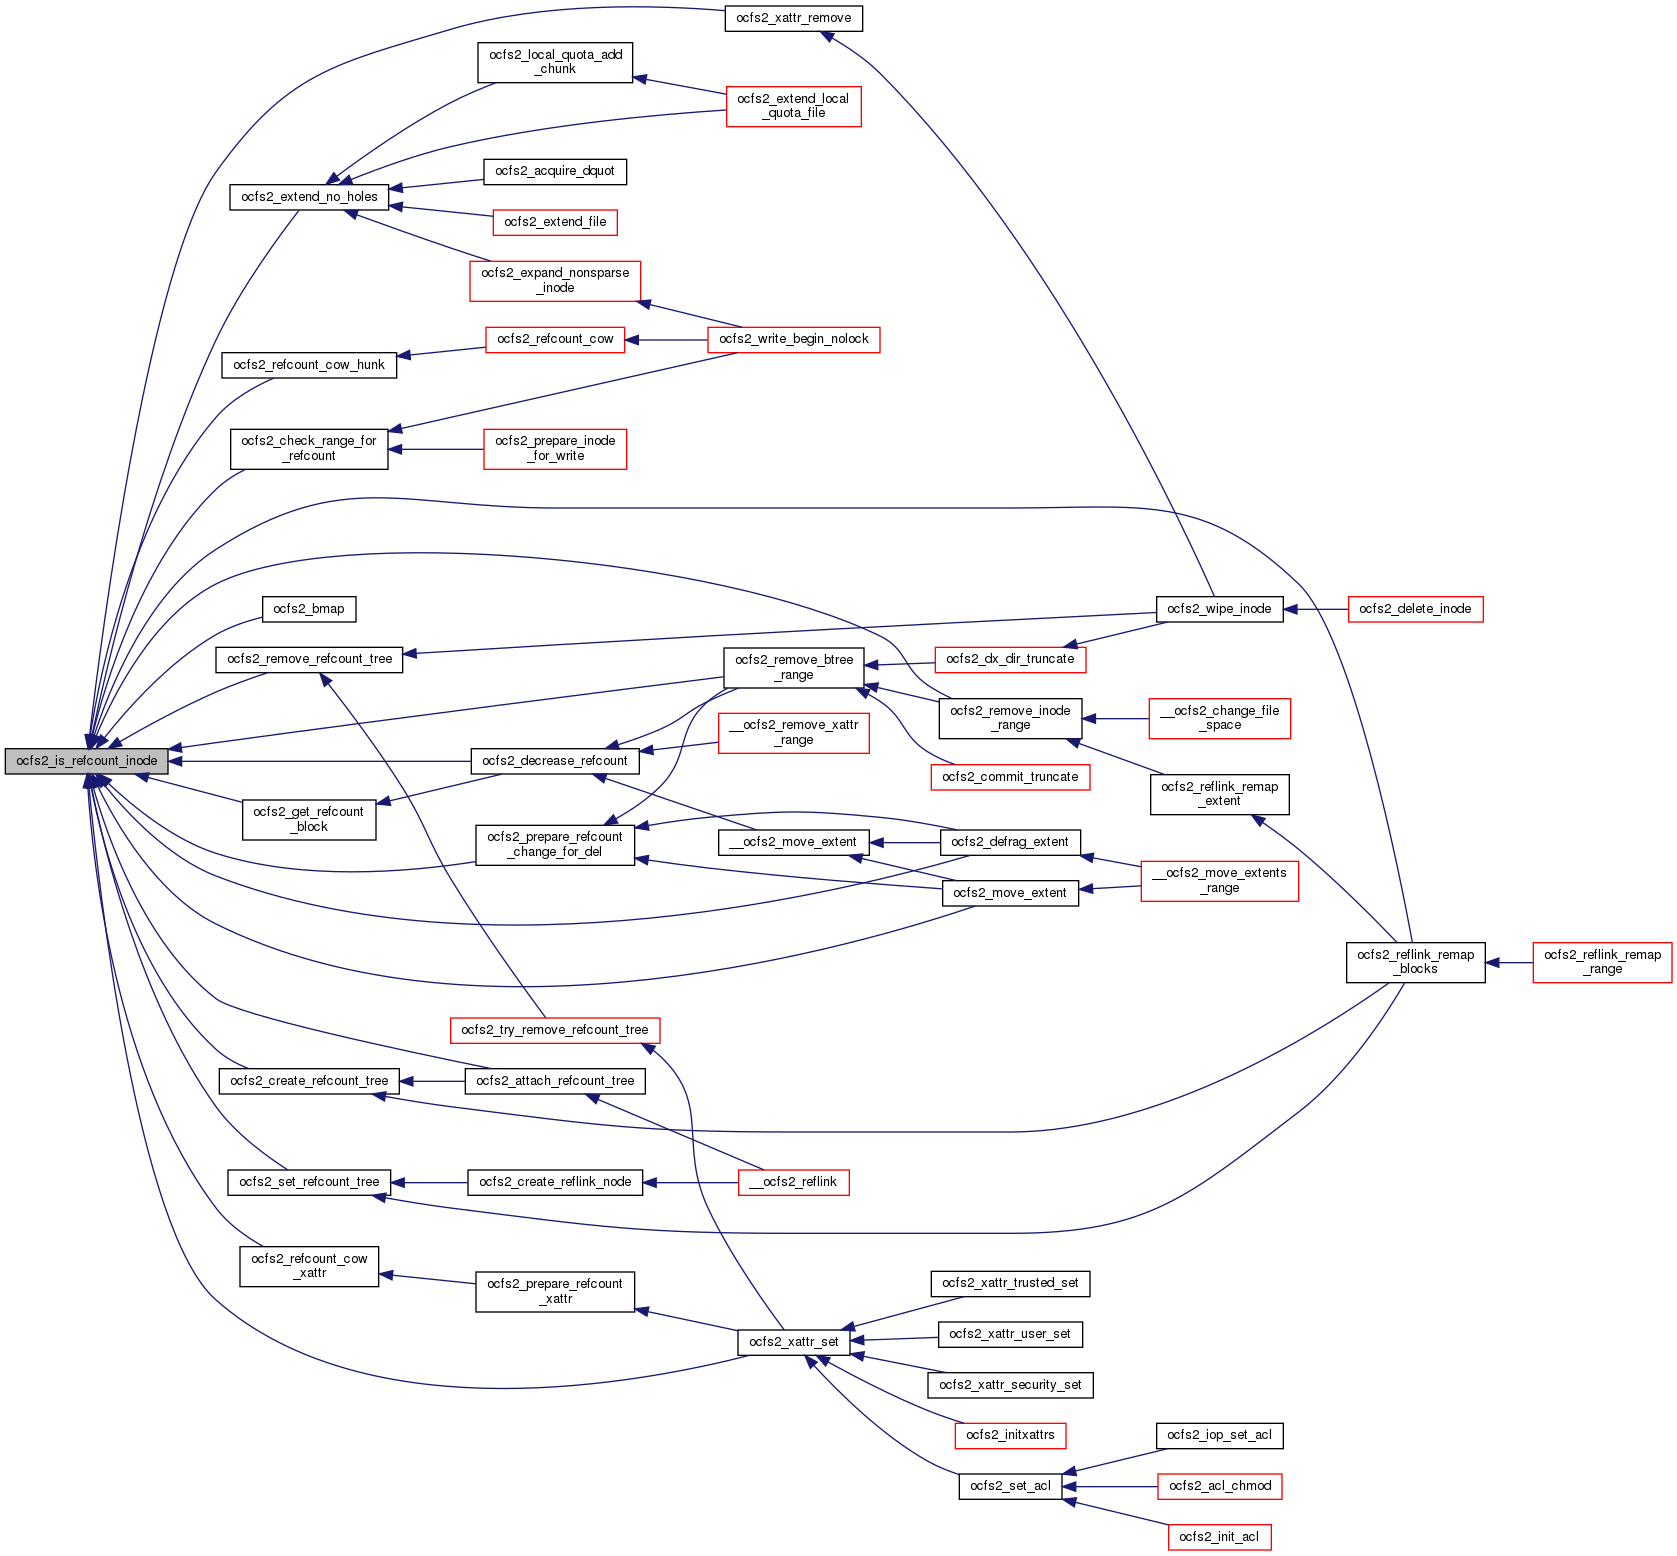 ocfs2_xattr_remove
ocfs2_local_quota_add
_chunk
ocfs2_extend_local
_quota_file
ocfs2_acquire_dquot
ocfs2_extend_no_holes
ocfs2_extend_file
ocfs2_expand_nonsparse
_inode
ocfs2_refcount_cow
ocfs2_write_begin_nolock
ocfs2_refcount_cow_hunk
ocfs2_check_range_for
_refcount
ocfs2_prepare_inode
_for_write
ocfs2_bmap
ocfs2_wipe_inode
ocfs2_delete_inode
ocfs2_remove_refcount_tree
ocfs2_remove_btree
_range
ocfs2_dx_dir_truncate
ocfs2_remove_inode
_range
__ocfs2_change_file
_space
__ocfs2_remove_xattr
_range
ocfs2_is_refcount_inode
ocfs2_decrease_refcount
ocfs2_commit_truncate
ocfs2_reflink_remap
_extent
ocfs2_get_refcount
_block
ocfs2_prepare_refcount
_change_for_del
__ocfs2_move_extent
ocfs2_defrag_extent
__ocfs2_move_extents
_range
ocfs2_move_extent
ocfs2_reflink_remap
_blocks
ocfs2_reflink_remap
_range
ocfs2_try_remove_refcount_tree
ocfs2_create_refcount_tree
ocfs2_attach_refcount_tree
ocfs2_set_refcount_tree
ocfs2_create_reflink_node
__ocfs2_reflink
ocfs2_refcount_cow
_xattr
ocfs2_prepare_refcount
_xattr
ocfs2_xattr_trusted_set
ocfs2_xattr_set
ocfs2_xattr_user_set
ocfs2_xattr_security_set
ocfs2_initxattrs
ocfs2_iop_set_acl
ocfs2_set_acl
ocfs2_acl_chmod
ocfs2_init_acl